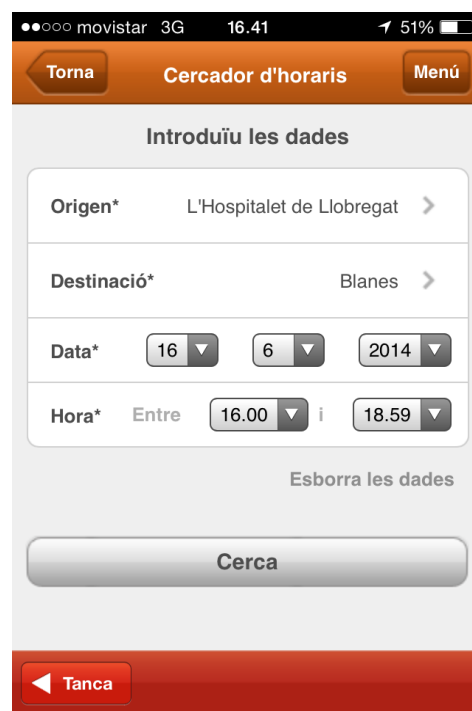 movistar 3G 16.41 51%
Torna Cercador d'horaris Menú
Introduïu les dades
Origen* L'Hospitalet de Llobregat
Destinació* Blanes
Data* 16 6 2014
Hora* Entre 16.00 i 18.59
Esborra les dades
Cerca
Tanca